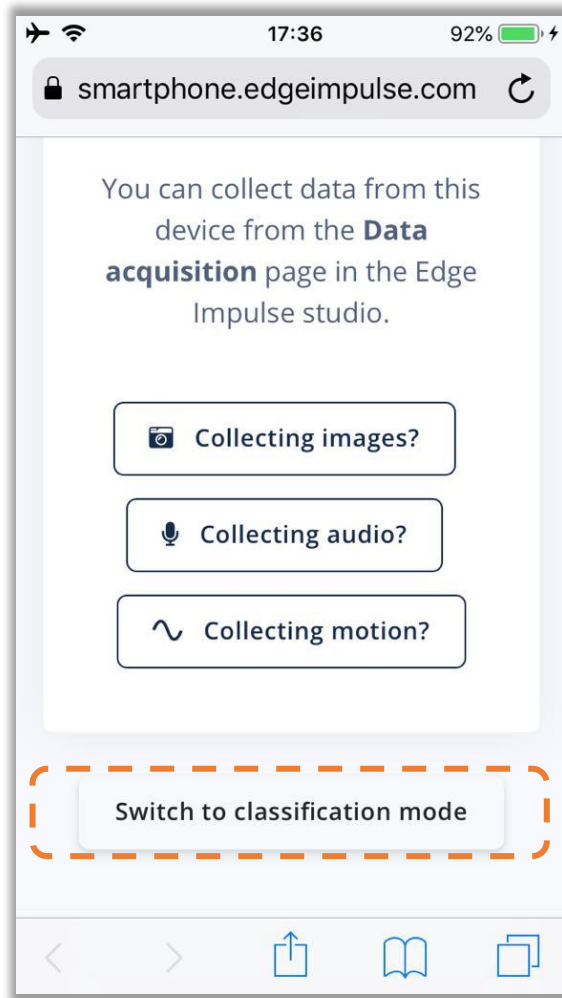 17:36
92%
smartphone.edgeimpulse.com
You can collect data from this
device from the Data
acquisition page in the Edge
Impulse studio.
Collecting images?
Collecting audio?
Collecting motion?
Switch to classification mode